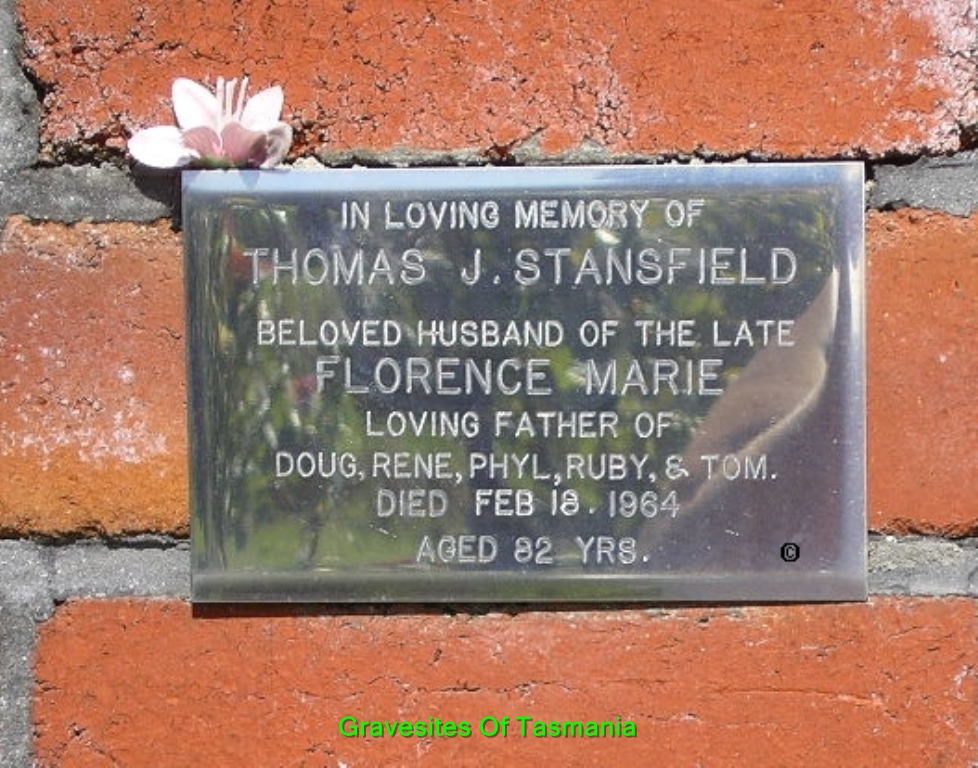 IN LOVING MEMORY OF
THOMAS J. STANSFIELD
BELOVED HUSBAND OF THE LATE
FLORENCE MARIE
LOVING FATHER OF
DOUG, RENE, PHYL, RUBY, & TOM.
DIED FEB 18. 1964
AGED 82 YRS.
©
Gravesites Of Tasmania